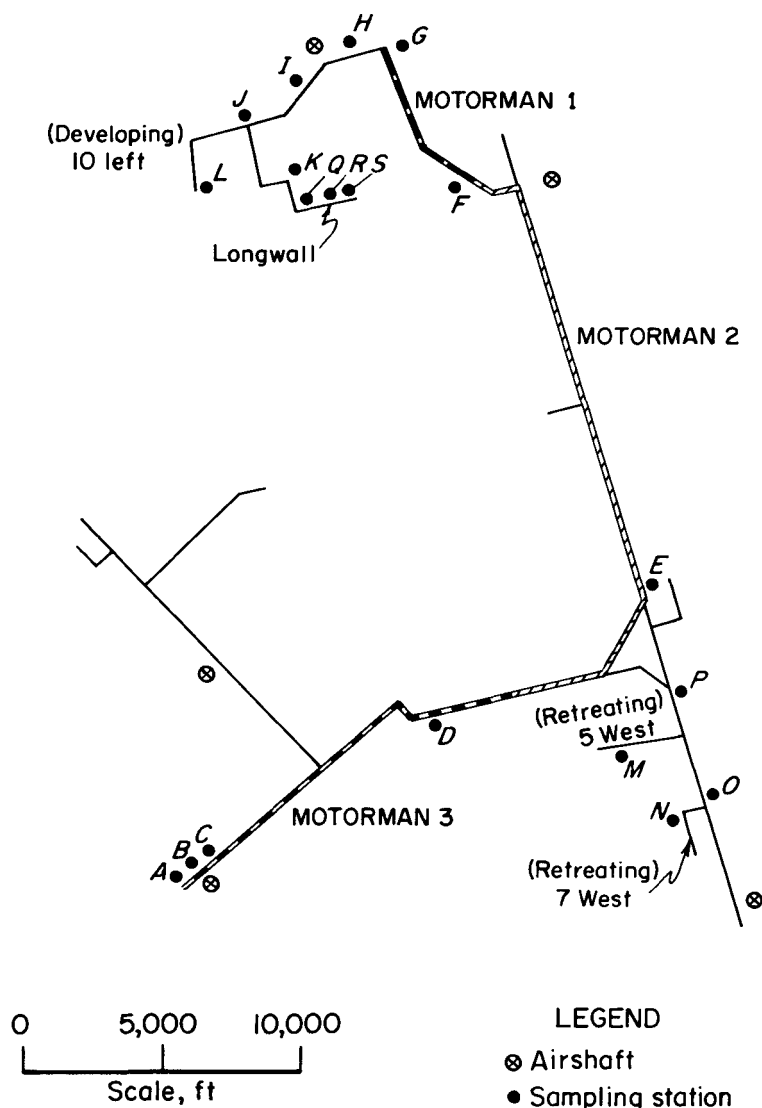 H
G
I
MOTORMAN 1
J
(Developing)
10 left
L
K Q R S
F
Longwall
MOTORMAN 2
E
P
(Retreating)
5 West
D
M
O
N
MOTORMAN 3
C
B
A
(Retreating)
7 West
0 5,000 10,000
Scale, ft
LEGEND
Airshaft
Sampling station